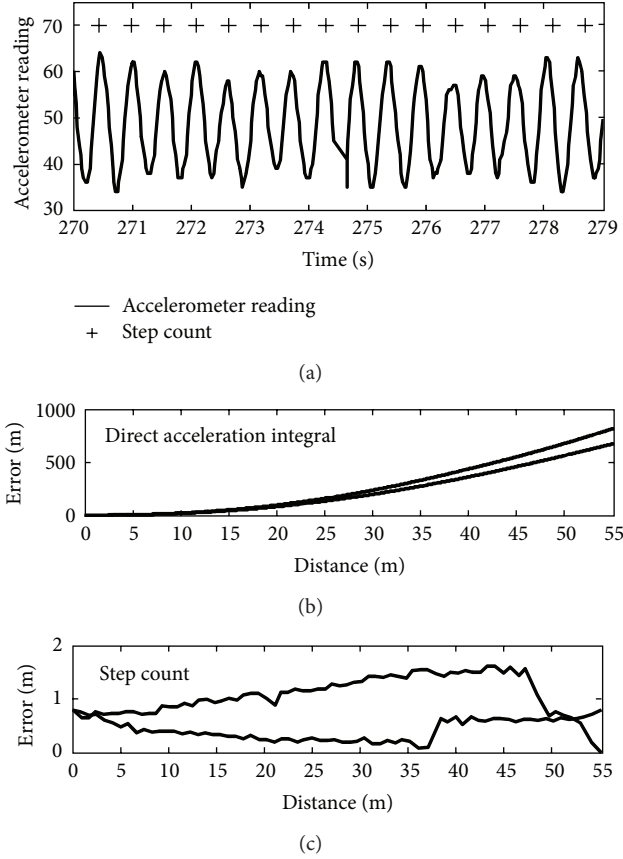 70
60
50
40
30
Accelerometer reading
270 271 272 273 274 275 276 277 278 279
Time (s)
Accelerometer reading
+ Step count
(a)
1000
500
0
Error (m)
Direct acceleration integral
0 5 10 15 20 25 30 35 40 45 50 55
Distance (m)
(b)
2
1
0
Error (m)
Step count
0 5 10 15 20 25 30 35 40 45 50 55
Distance (m)
(c)